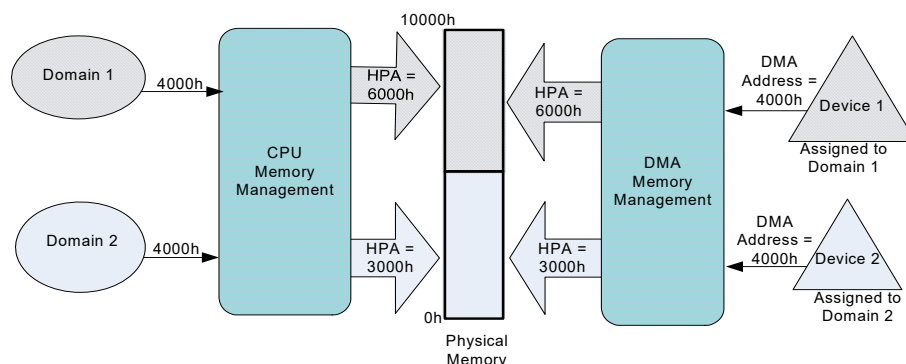 10000h
Domain 1
4000h
CPU
Memory
Management
HPA =
6000h
HPA =
6000h
DMA
Memory
Management
DMA
Address =
4000h
Device 1
Assigned to
Domain 1
Domain 2
4000h
HPA =
3000h
HPA =
3000h
DMA
Address =
4000h
Device 2
Assigned to
Domain 2
0h
Physical
Memory